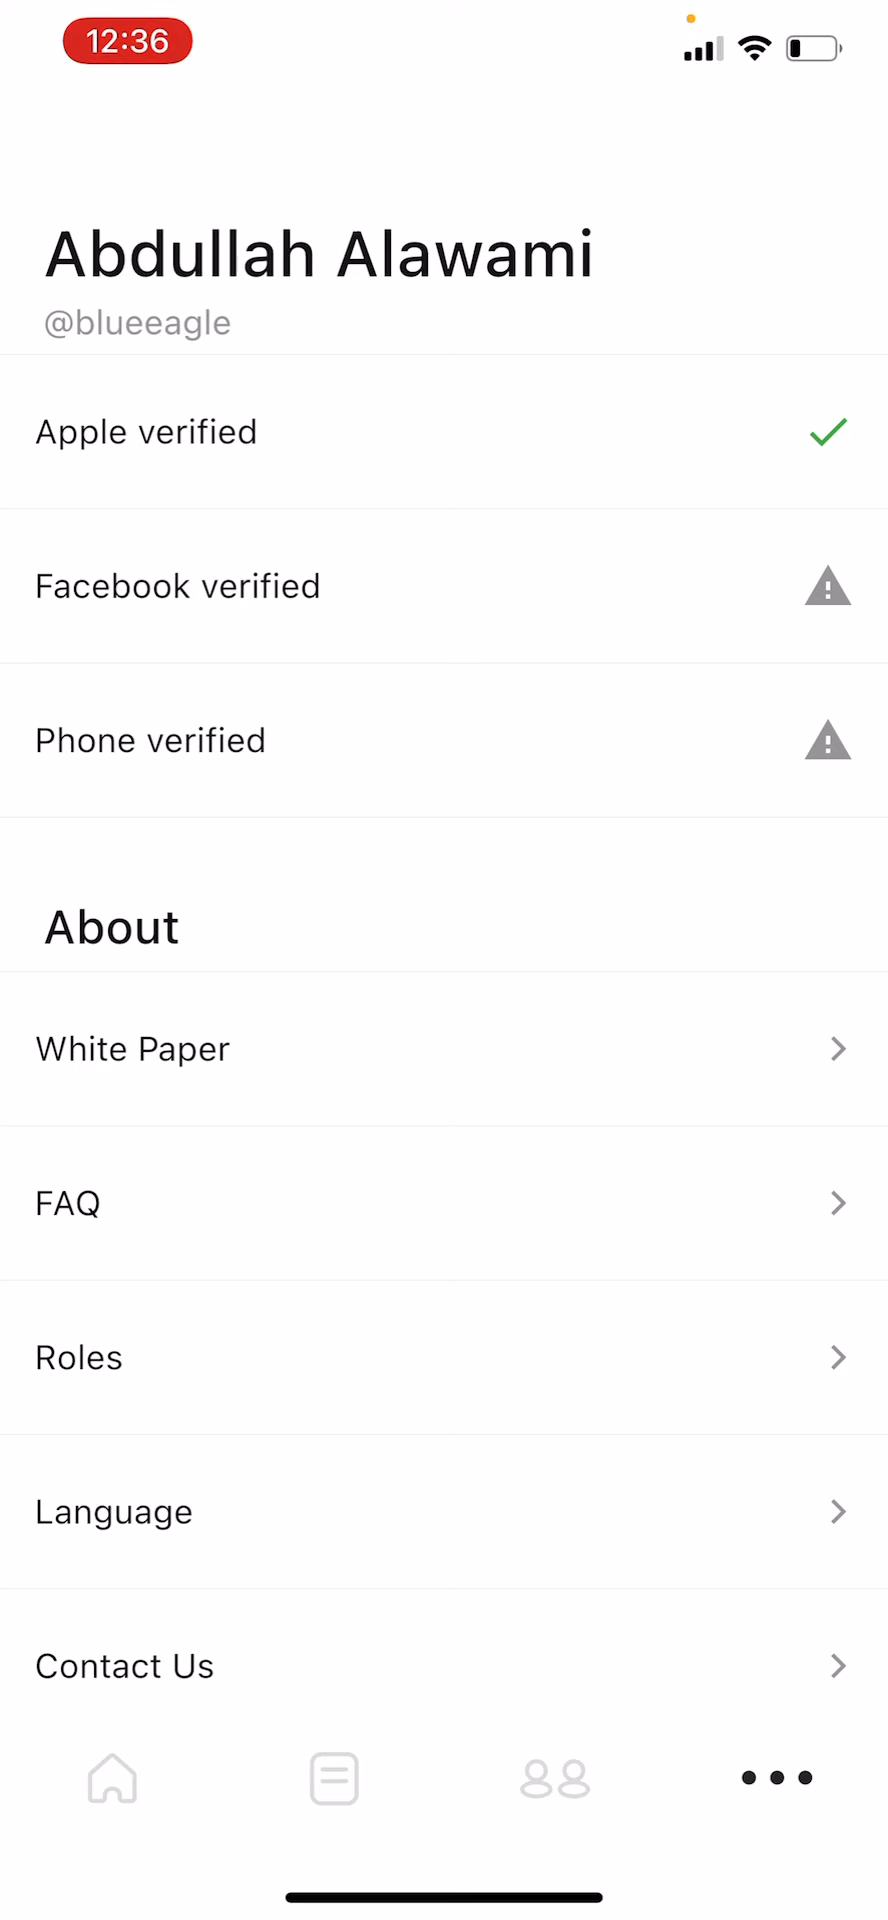 12:36
Abdullah Alawami
@blueeagle
Apple verified
Facebook verified
Phone verified
About
White Paper
FAQ
Roles
Language
Contact Us